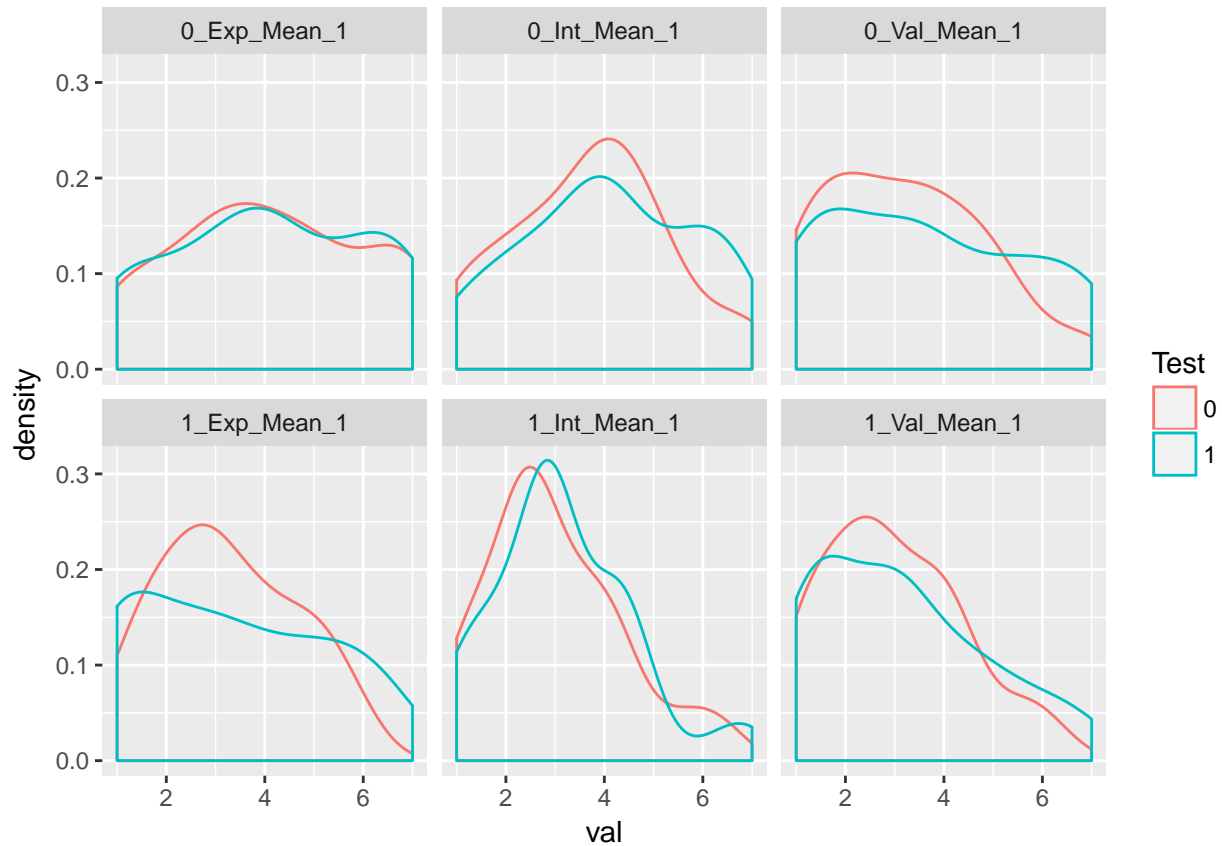 0_Exp_Mean_1
0_Int_Mean_1
0_Val_Mean_1
0.3
0.2
0.1
0.0
1_Exp_Mean_1
1_Int_Mean_1
1_Val_Mean_1
0.3
0.2
0.1
0.0
2 4 6
2 4 6
2 4 6
val
density
Test
0
1